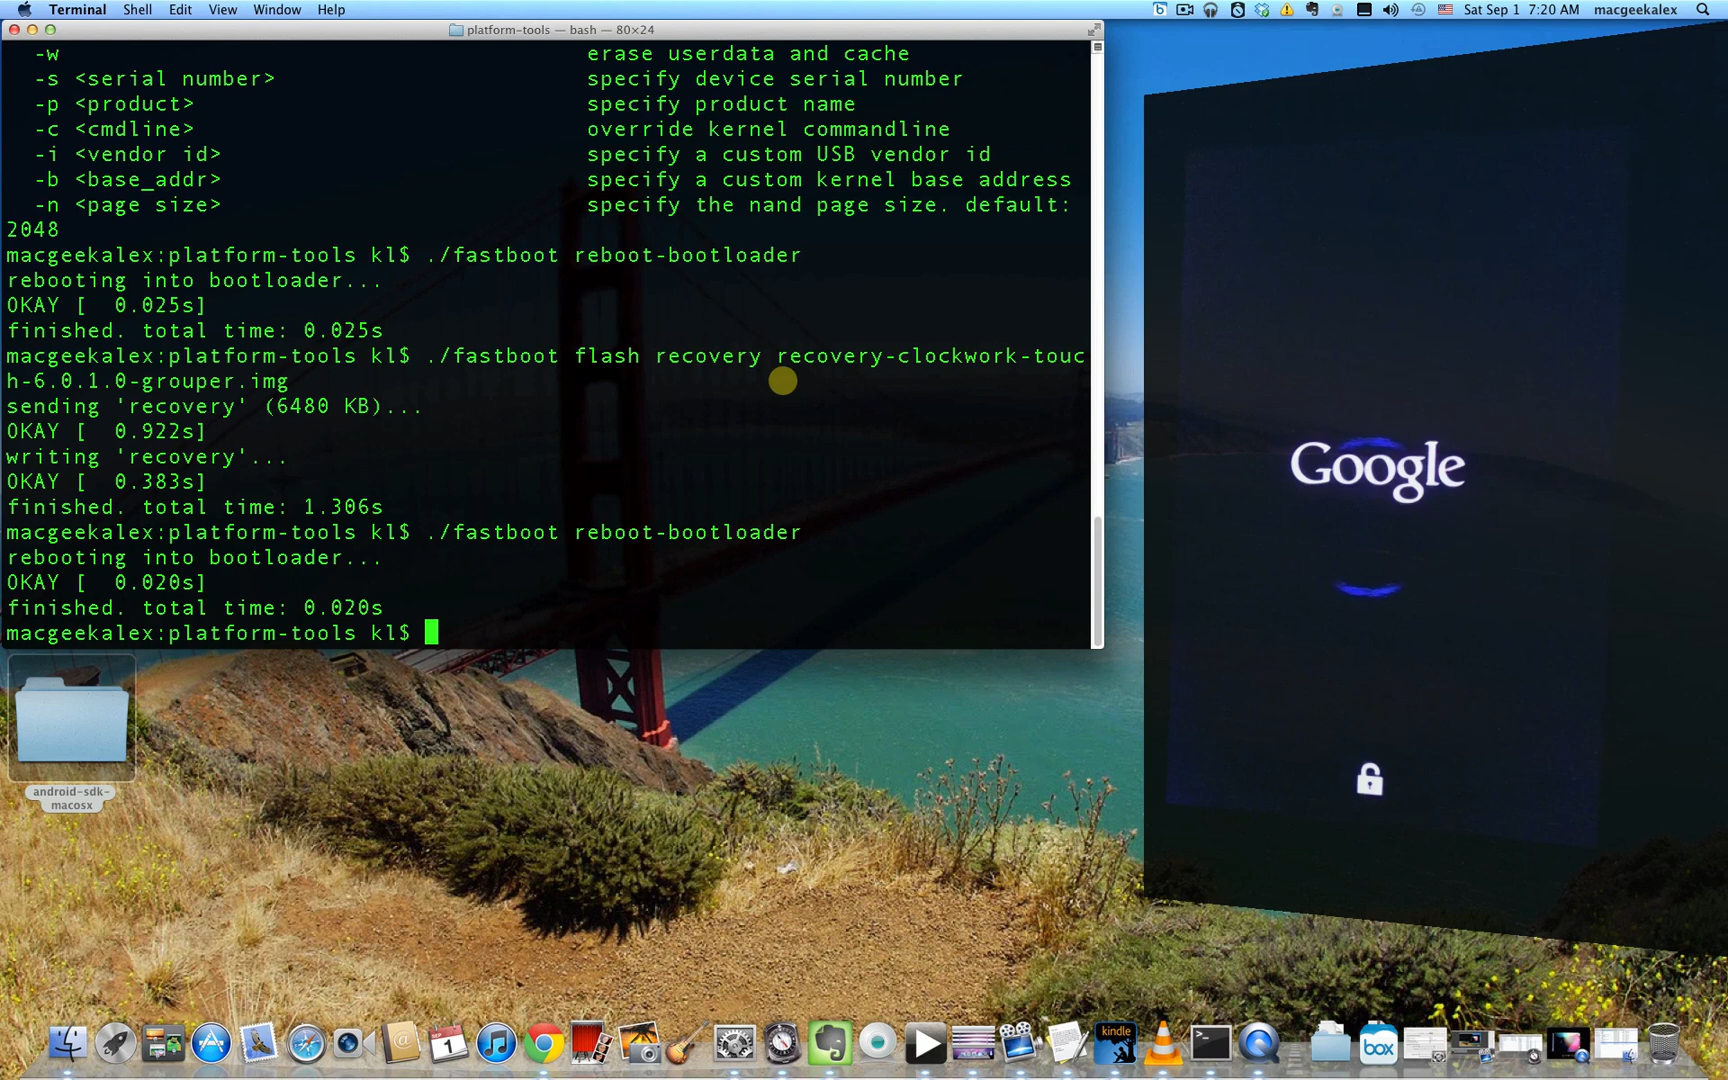 Terminal Shell Edit View Window Help Sat Sep 1 7:20 AM macgeekalex
platform-tools — bash — 80×24
-w erase userdata and cache
-s <serial number> specify device serial number
-p <product> specify product name
-c <cmdline> override kernel commandline
-i <vendor id> specify a custom USB vendor id
-b <base_addr> specify a custom kernel base address
-n <page size> specify the nand page size. default:
2048
macgeekalex:platform-tools kl$ ./fastboot reboot-bootloader
rebooting into bootloader...
OKAY [  0.025s]
finished. total time: 0.025s
macgeekalex:platform-tools kl$ ./fastboot flash recovery recovery-clockwork-touc
h-6.0.1.0-grouper.img
sending 'recovery' (6480 KB)...
OKAY [  0.922s]
writing 'recovery'...
OKAY [  0.383s]
finished. total time: 1.306s
macgeekalex:platform-tools kl$ ./fastboot reboot-bootloader
rebooting into bootloader...
OKAY [  0.020s]
finished. total time: 0.020s
macgeekalex:platform-tools kl$
Google
android-sdk-
macosx
1
kindle
box